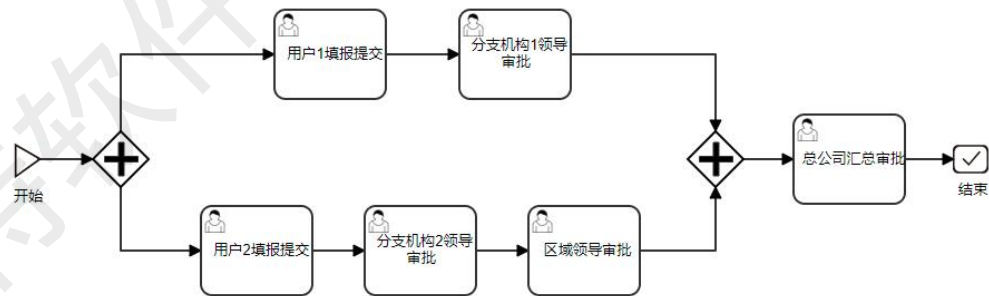 用户1填报提交
分支机构1领导
审批
开始
总公司汇总审批
结束
用户2填报提交
分支机构2领导
审批
区域领导审批